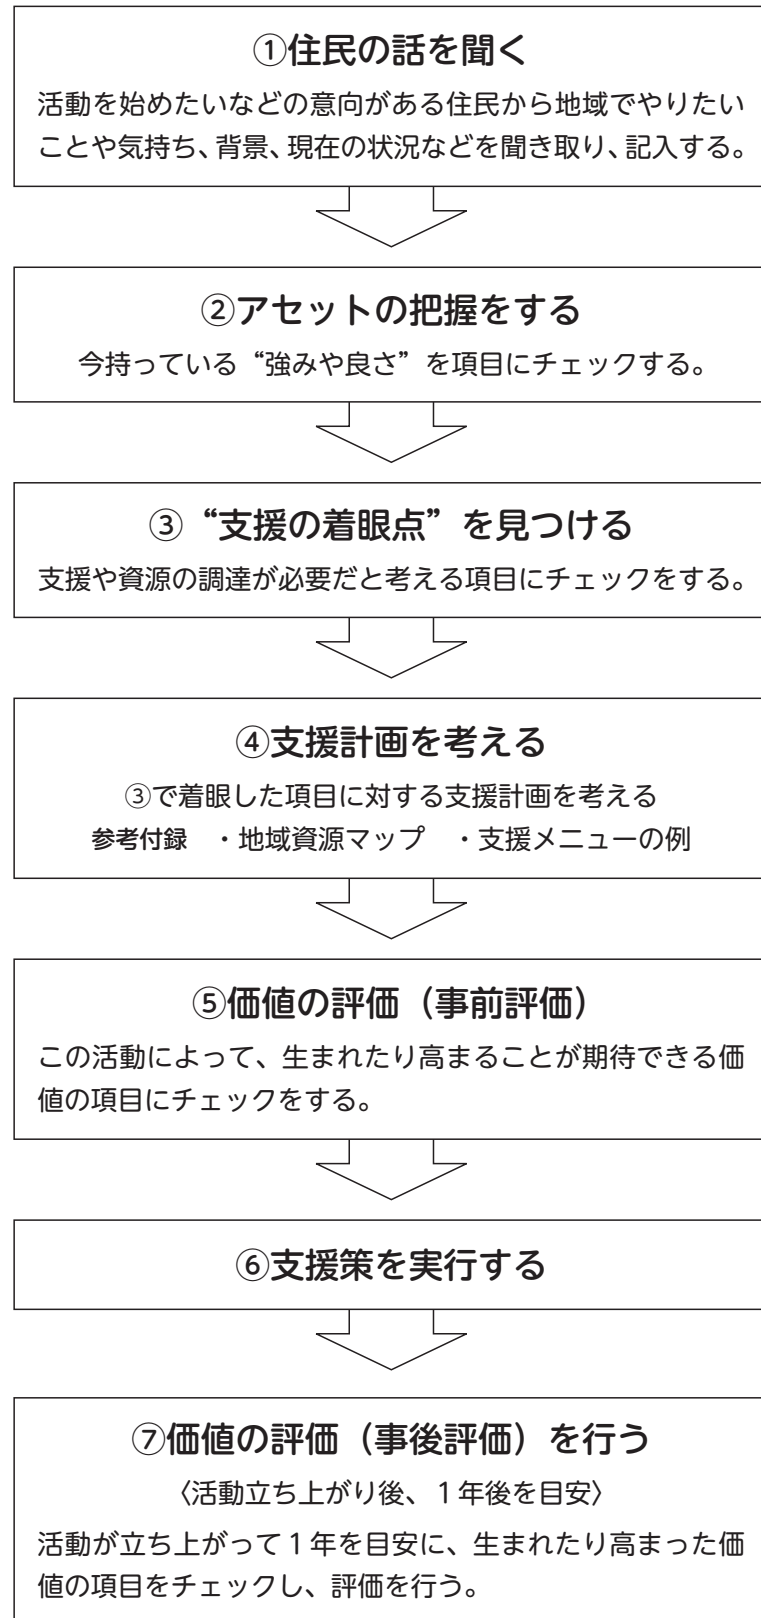 ①住民の話を聞く
活動を始めたいなどの意向がある住民から地域でやりたい
ことや気持ち、背景、現在の状況などを聞き取り、記入する。
②アセットの把握をする
今持っている“強みや良さ”を項目にチェックする。
③“支援の着眼点”を見つける
支援や資源の調達が必要だと考える項目にチェックをする。
④支援計画を考える
③で着眼した項目に対する支援計画を考える
参考付録　・地域資源マップ　・支援メニューの例
⑤価値の評価（事前評価）
この活動によって、生まれたり高まることが期待できる価
値の項目にチェックをする。
⑥支援策を実行する
⑦価値の評価（事後評価）を行う
〈活動立ち上がり後、１年後を目安〉
活動が立ち上がって１年を目安に、生まれたり高まった価
値の項目をチェックし、評価を行う。